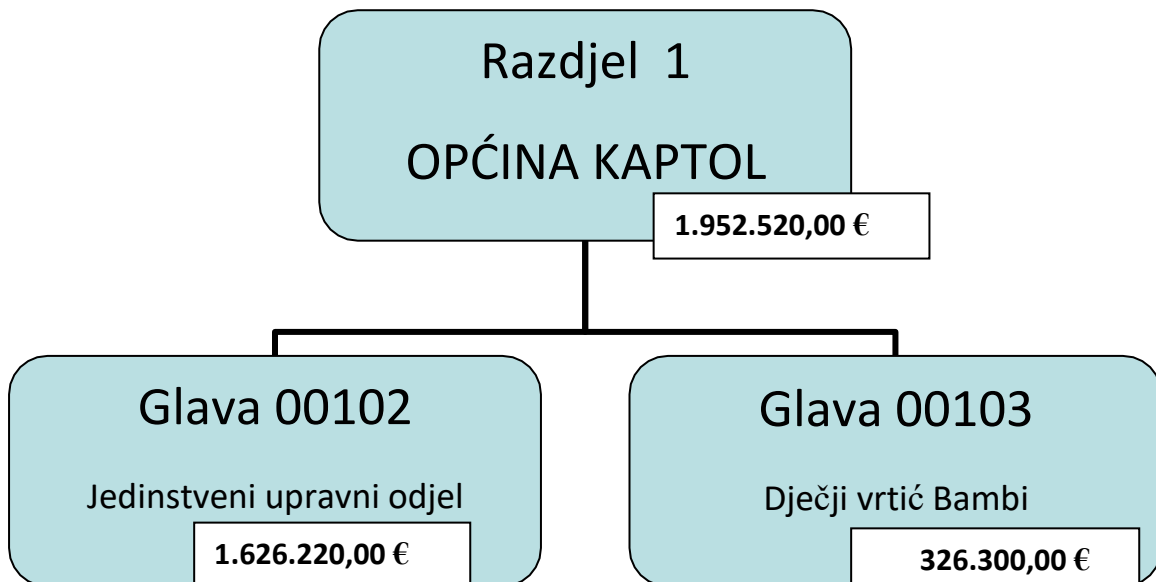 Razdjel 1
OPĆINA KAPTOL
1.952.520,00 €
Glava 00102
Jedinstveni upravni odjel
1.626.220,00 €
Glava 00103
Dječji vrtić Bambi
326.300,00 €